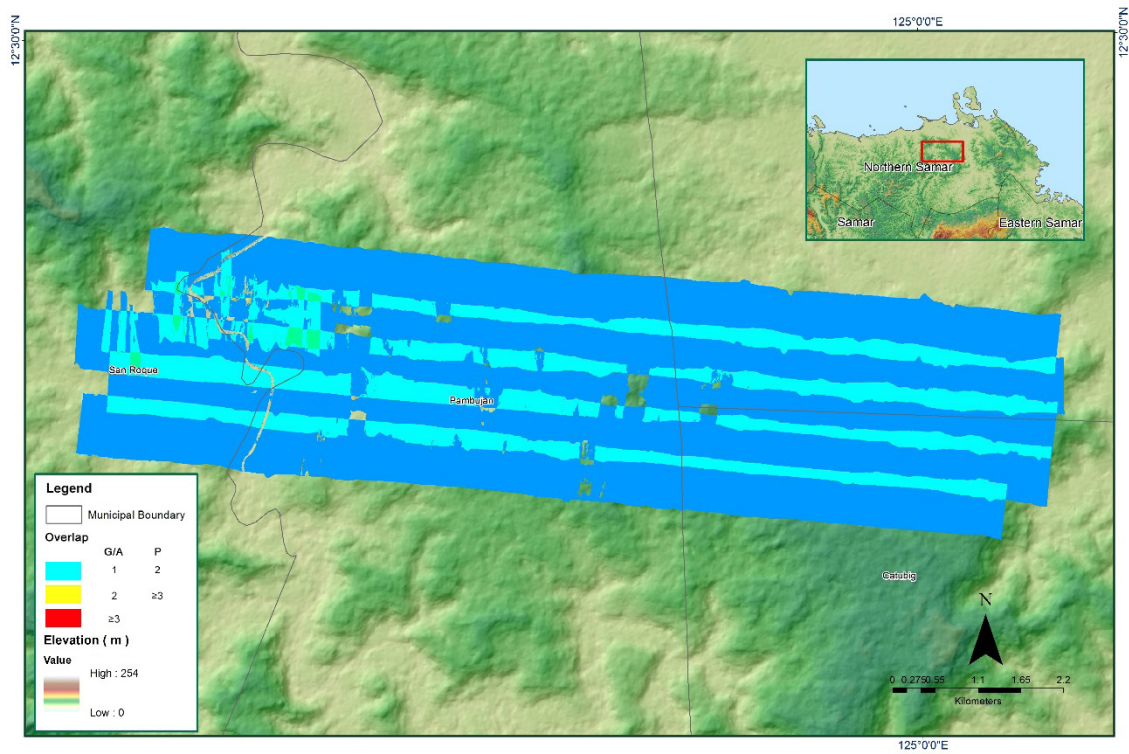 125°0'0"E
12°30'0"N
12°30'0"N
Northern Samar
Samar
Eastern Samar
San Roque
Pambujan
Catubig
Legend
Municipal Boundary
Overlap
G/A P
1 2
2 ≥3
≥3
Elevation ( m )
Value
High : 254
Low : 0
N
0 0.275 0.55 1.1 1.65 2.2
Kilometers
125°0'0"E